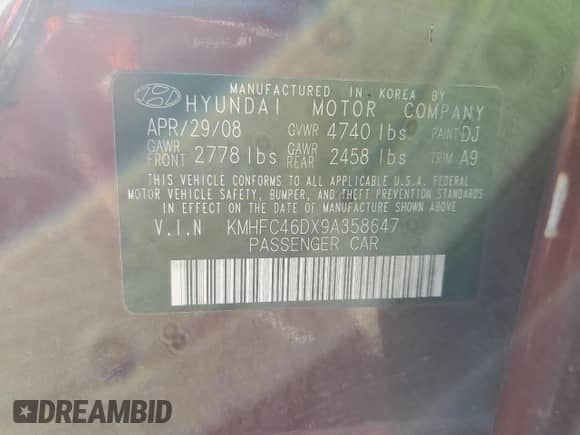 MANUFACTURED IN KOREA BY
HYUNDAI MOTOR COMPANY
APR/29/08 GVWR 4740 lbs PAINT DJ
GAWR FRONT 2778 lbs GAWR REAR 2458 lbs TRIM A9
THIS VEHICLE CONFORMS TO ALL APPLICABLE U.S.A. FEDERAL
MOTOR VEHICLE SAFETY, BUMPER, AND THEFT PREVENTION STANDARDS
IN EFFECT ON THE DATE OF MANUFACTURE SHOWN ABOVE.
V.I.N KMHFC46DX9A358647
PASSENGER CAR
DREAMBID